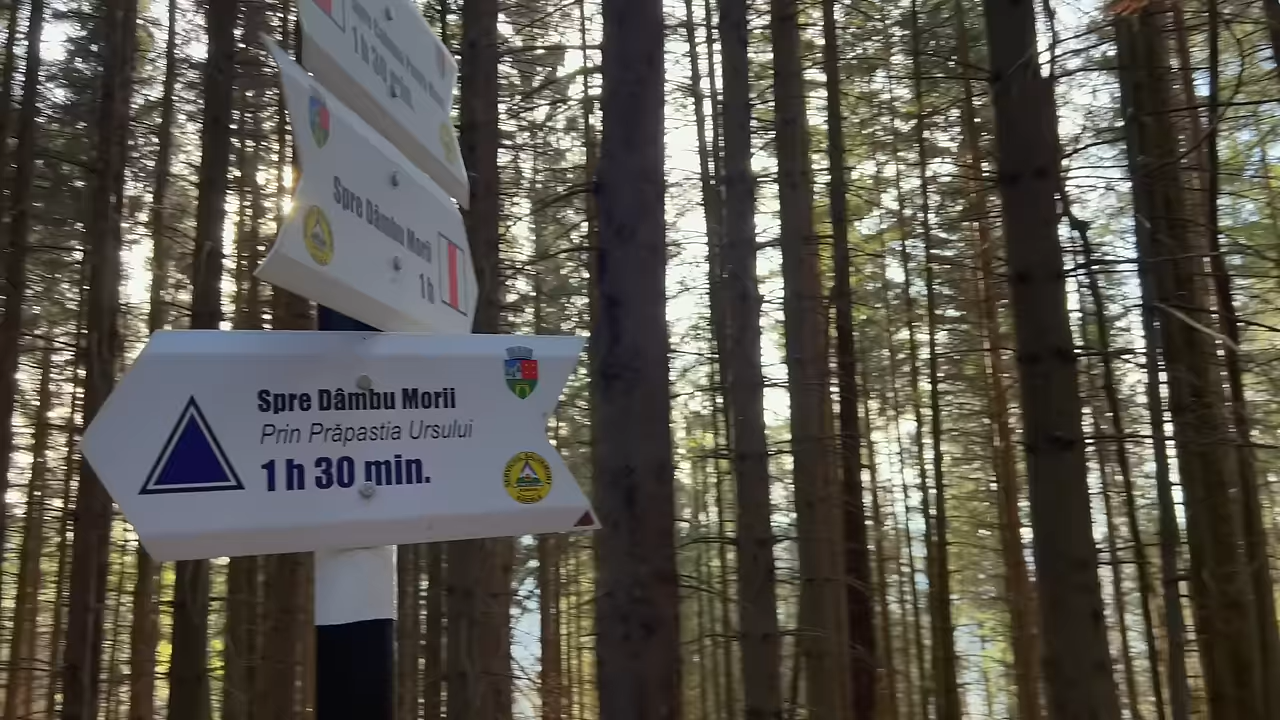 1 h 30 min.
Spre Dâmbu Morii
1 h
Spre Dâmbu Morii
Prin Prăpastia Ursului
1 h 30 min.